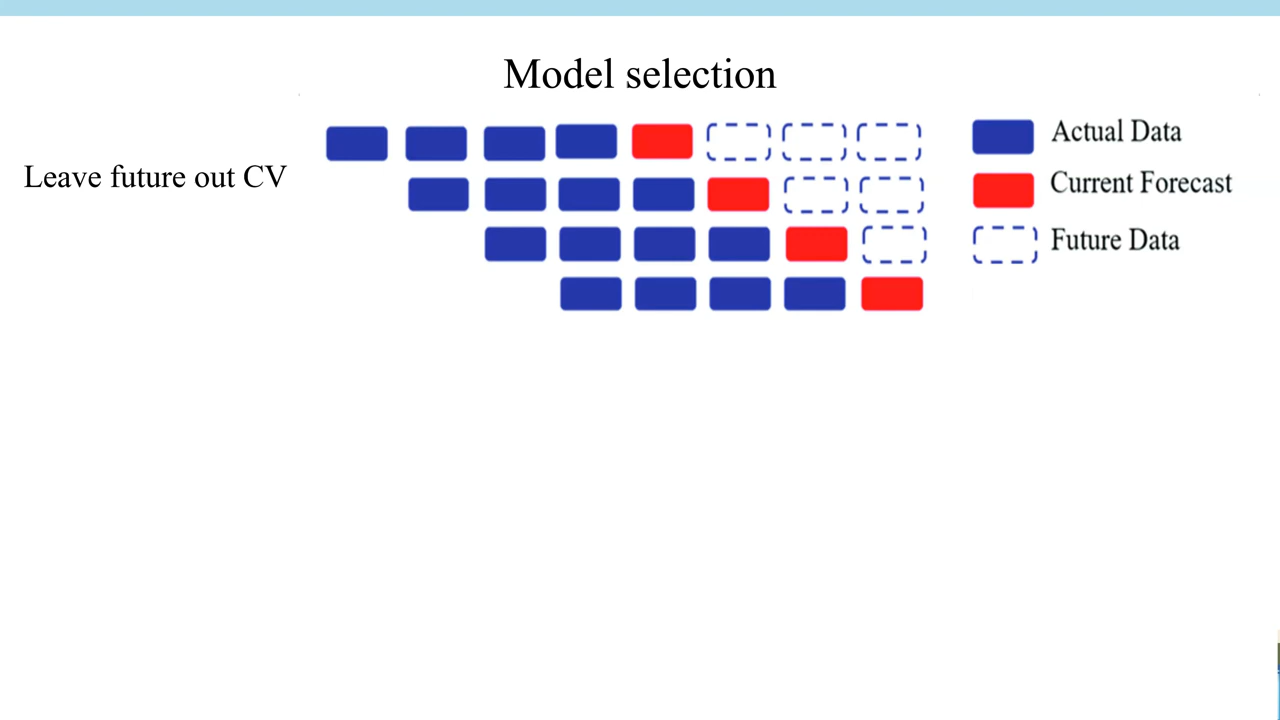 Model selection
Leave future out CV
Actual Data
Current Forecast
Future Data